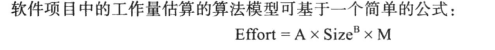 软件项目中的工作量估算的算法模型可基于一个简单的公式：
Effort = A × Sizeᴮ × M